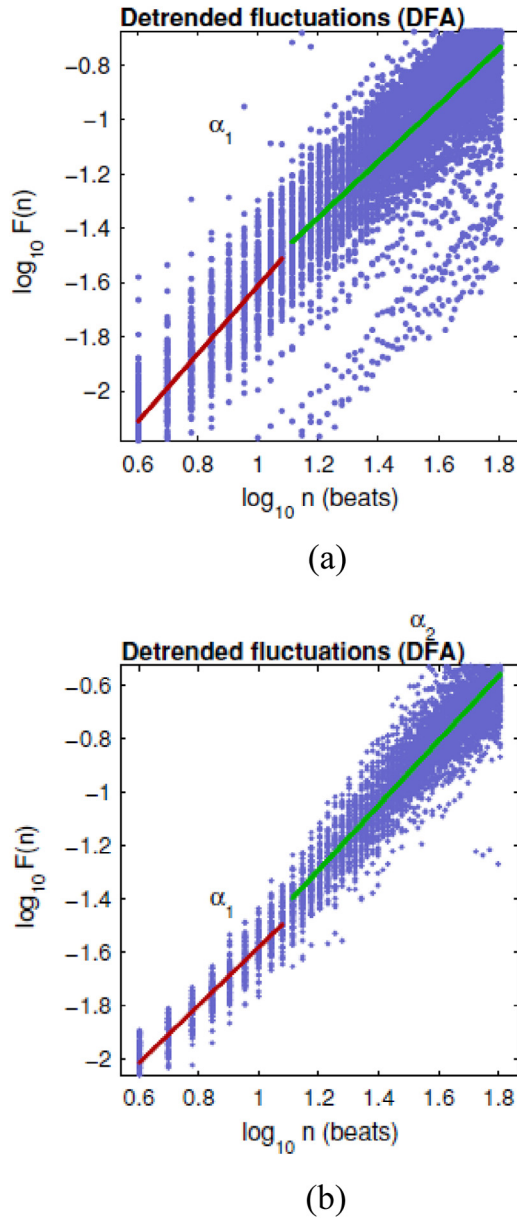 Detrended fluctuations (DFA)
−0.8
−1
−1.2
−1.4
−1.6
−1.8
−2
log10 F(n)
α1
0.6 0.8 1 1.2 1.4 1.6 1.8
log10 n (beats)
(a)
α2
Detrended fluctuations (DFA)
−0.6
−0.8
−1
−1.2
−1.4
−1.6
−1.8
−2
log10 F(n)
α1
0.6 0.8 1 1.2 1.4 1.6 1.8
log10 n (beats)
(b)